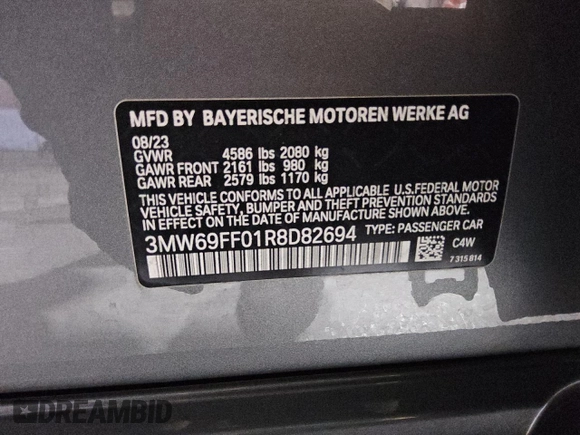 MFD BY BAYERISCHE MOTOREN WERKE AG
08/23
GVWR 4586 lbs 2080 kg
GAWR FRONT 2161 lbs 980 kg
GAWR REAR 2579 lbs 1170 kg
THIS VEHICLE CONFORMS TO ALL APPLICABLE U.S.FEDERAL MOTOR
VEHICLE SAFETY, BUMPER AND THEFT PREVENTION STANDARDS
IN EFFECT ON THE DATE OF MANUFACTURE SHOWN ABOVE.
3MW69FF01R8D82694 TYPE: PASSENGER CAR
C4W
7 315 814
DREAMBID